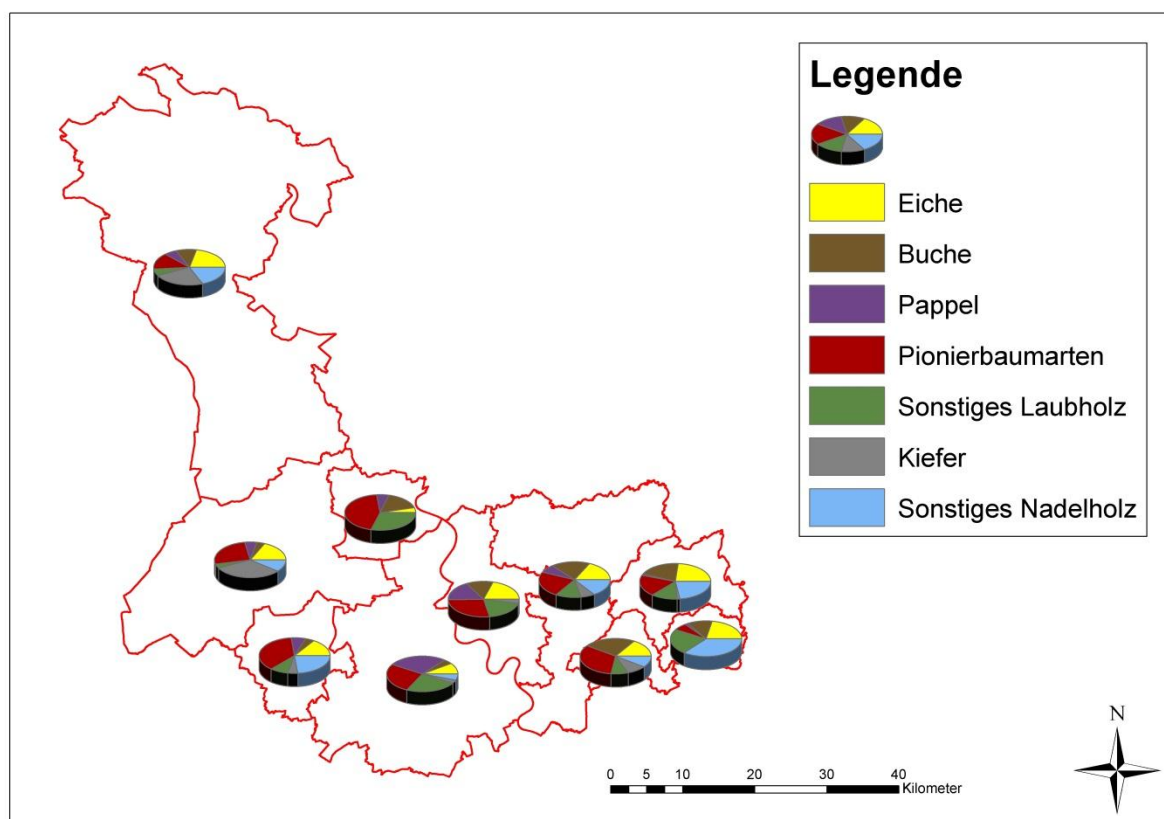 Legende
Eiche
Buche
Pappel
Pionierbaumarten
Sonstiges Laubholz
Kiefer
Sonstiges Nadelholz
N
0 5 10 20 30 40
Kilometer